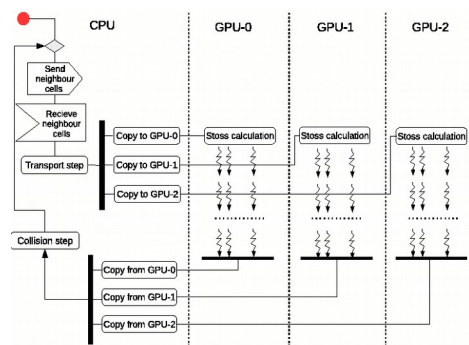 CPU
GPU-0
GPU-1
GPU-2
Send
neighbour
cells
Recieve
neighbour
cells
Transport step
Copy to GPU-0
Copy to GPU-1
Copy to GPU-2
Stoss calculation
Stoss calculation
Stoss calculation
Collision step
Copy from GPU-0
Copy from GPU-1
Copy from GPU-2